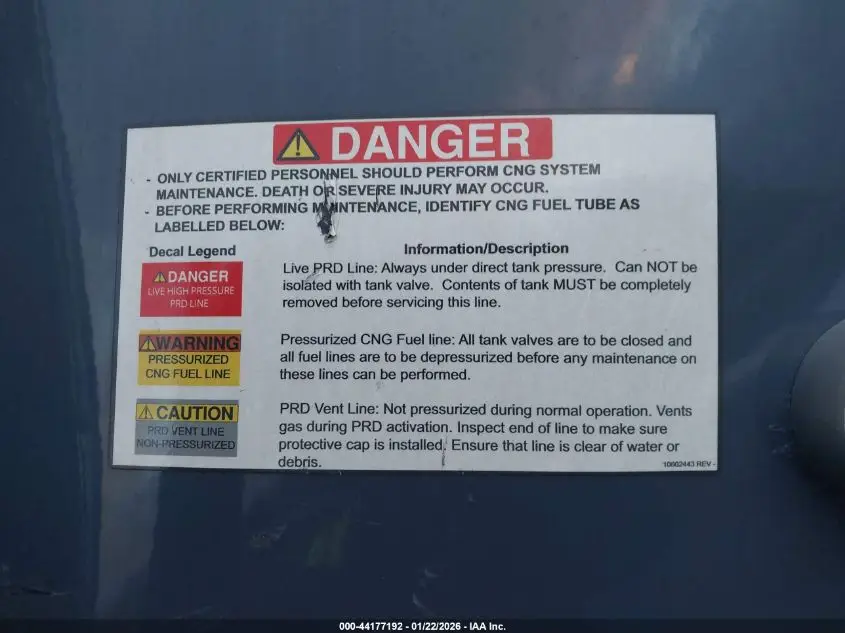 DANGER
- ONLY CERTIFIED PERSONNEL SHOULD PERFORM CNG SYSTEM
MAINTENANCE. DEATH OR SEVERE INJURY MAY OCCUR.
- BEFORE PERFORMING MAINTENANCE, IDENTIFY CNG FUEL TUBE AS
LABELLED BELOW:
Decal Legend
Information/Description
DANGER
LIVE HIGH PRESSURE
PRD LINE
Live PRD Line: Always under direct tank pressure. Can NOT be
isolated with tank valve. Contents of tank MUST be completely
removed before servicing this line.
WARNING
PRESSURIZED
CNG FUEL LINE
Pressurized CNG Fuel line: All tank valves are to be closed and
all fuel lines are to be depressurized before any maintenance on
these lines can be performed.
CAUTION
PRD VENT LINE
NON-PRESSURIZED
PRD Vent Line: Not pressurized during normal operation. Vents
gas during PRD activation. Inspect end of line to make sure
protective cap is installed. Ensure that line is clear of water or
debris.
10602443 REV -
000-44177192 - 01/22/2026 - IAA Inc.